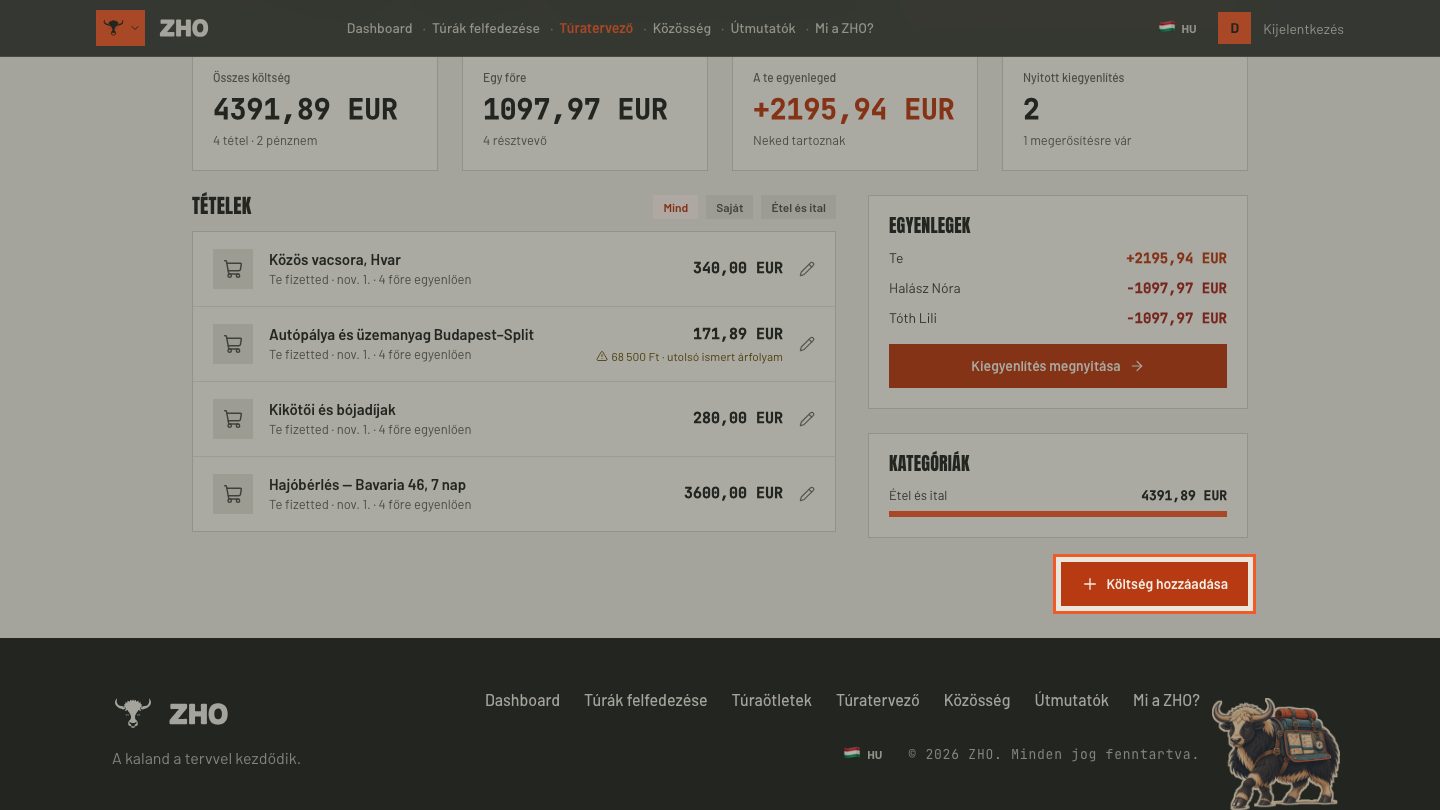 ZHO
Dashboard · Túrák felfedezése · Túratervező · Közösség · Útmutatók · Mi a ZHO?
HU
D
Kijelentkezés
Összes költség
4391,89 EUR
4 tétel · 2 pénznem
Egy főre
1097,97 EUR
4 résztvevő
A te egyenleged
+2195,94 EUR
Neked tartoznak
Nyitott kiegyenlítés
2
1 megerősítésre vár
TÉTELEK
Mind
Saját
Étel és ital
Közös vacsora, Hvar
Te fizetted · nov. 1. · 4 főre egyenlően
340,00 EUR
Autópálya és üzemanyag Budapest–Split
Te fizetted · nov. 1. · 4 főre egyenlően
171,89 EUR
68 500 Ft · utolsó ismert árfolyam
Kikötői és bójadíjak
Te fizetted · nov. 1. · 4 főre egyenlően
280,00 EUR
Hajóbérlés — Bavaria 46, 7 nap
Te fizetted · nov. 1. · 4 főre egyenlően
3600,00 EUR
EGYENLEGEK
Te +2195,94 EUR
Halász Nóra -1097,97 EUR
Tóth Lili -1097,97 EUR
Kiegyenlítés megnyitása →
KATEGÓRIÁK
Étel és ital 4391,89 EUR
+ Költség hozzáadása
ZHO
A kaland a tervvel kezdődik.
Dashboard Túrák felfedezése Túraötletek Túratervező Közösség Útmutatók Mi a ZHO?
HU © 2026 ZHO. Minden jog fenntartva.